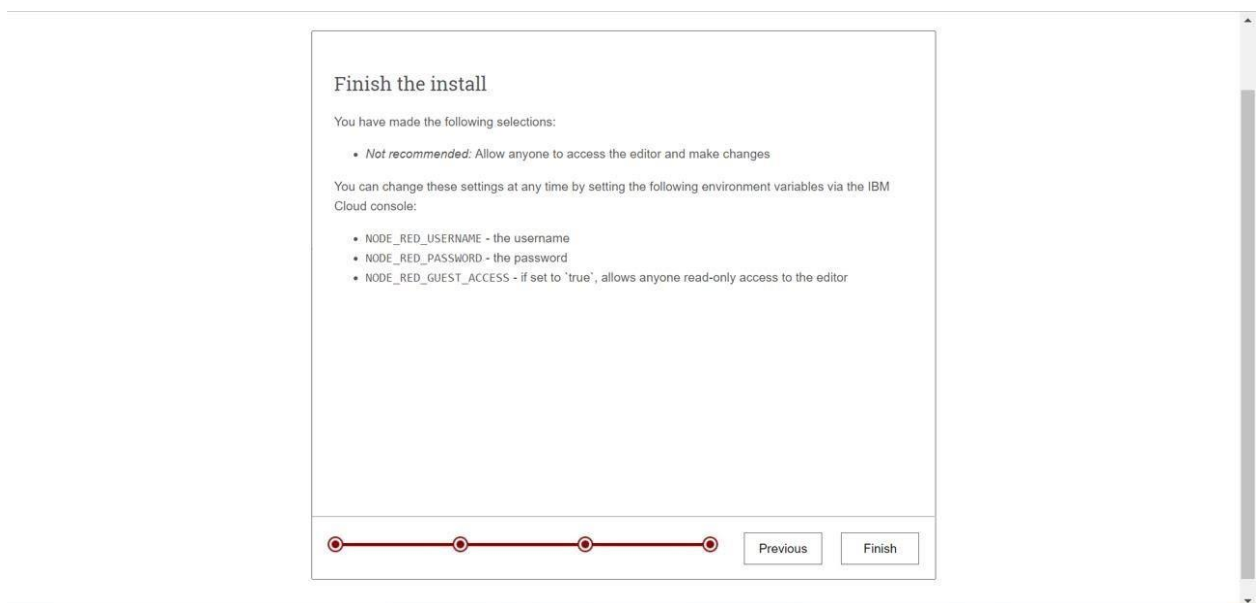 Finish the install
You have made the following selections:
• Not recommended: Allow anyone to access the editor and make changes
You can change these settings at any time by setting the following environment variables via the IBM
Cloud console:
• NODE_RED_USERNAME - the username
• NODE_RED_PASSWORD - the password
• NODE_RED_GUEST_ACCESS - if set to `true`, allows anyone read-only access to the editor
Previous Finish